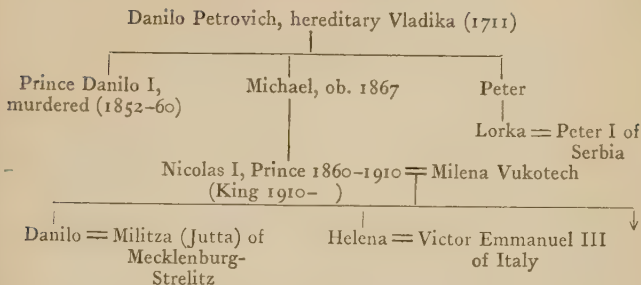 Danilo Petrovich, hereditary Vladika (1711)
Prince Danilo I,
murdered (1852-60)
Michael, ob. 1867
Peter
Lorka = Peter I of
Serbia
Nicolas I, Prince 1860-1910 = Milena Vukotech
(King 1910-    )
Danilo = Militza (Jutta) of
Mecklenburg-
Strelitz
Helena = Victor Emmanuel III
of Italy